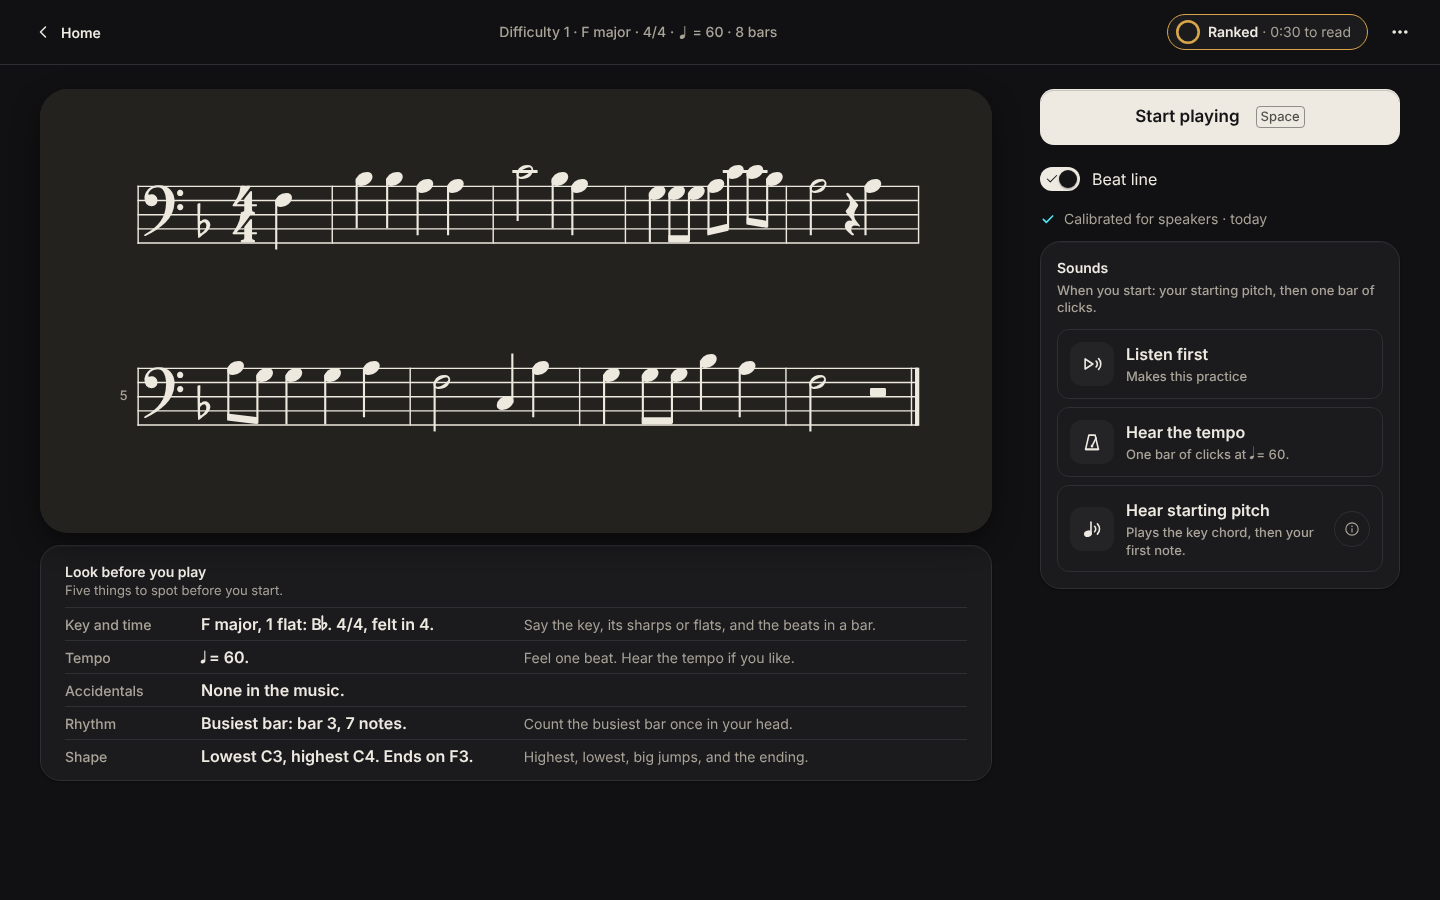 Home
Difficulty 1 · F major · 4/4 · ♩ = 60 · 8 bars
Ranked · 0:30 to read
Start playing Space
Beat line
Calibrated for speakers · today
Sounds
When you start: your starting pitch, then one bar of
clicks.
Listen first
Makes this practice
Hear the tempo
One bar of clicks at ♩ = 60.
Hear starting pitch
Plays the key chord, then your
first note.
4
4
5
Look before you play
Five things to spot before you start.
Key and time F major, 1 flat: B♭. 4/4, felt in 4. Say the key, its sharps or flats, and the beats in a bar.
Tempo ♩ = 60. Feel one beat. Hear the tempo if you like.
Accidentals None in the music.
Rhythm Busiest bar: bar 3, 7 notes. Count the busiest bar once in your head.
Shape Lowest C3, highest C4. Ends on F3. Highest, lowest, big jumps, and the ending.